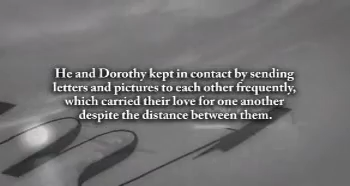 He and Dorothy kept in contact by sending
letters and pictures to each other frequently,
which carried their love for one another
despite the distance between them.